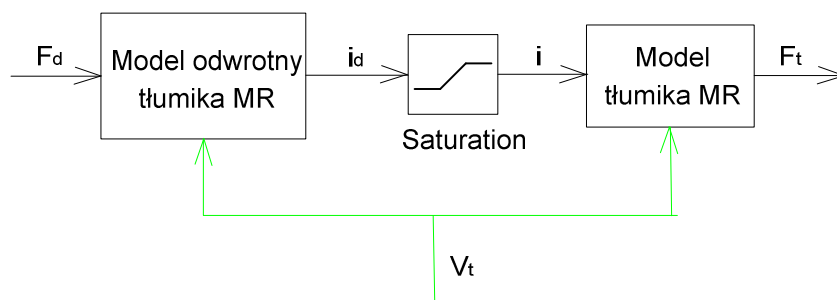 Fd
Model odwrotny
tłumika MR
id
Saturation
i
Model
tłumika MR
Ft
Vt